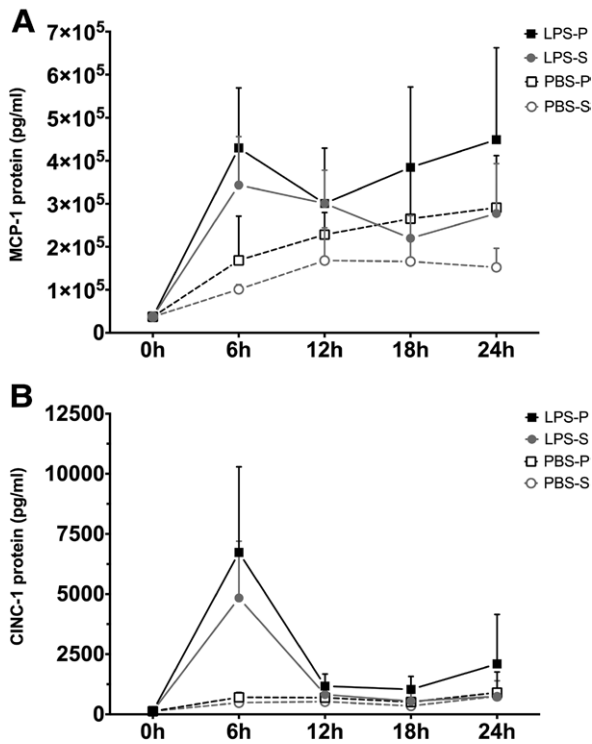 A
MCP-1 protein (pg/ml)
7×10⁵
6×10⁵
5×10⁵
4×10⁵
3×10⁵
2×10⁵
1×10⁵
0
0h 6h 12h 18h 24h
LPS-P
LPS-S
PBS-P
PBS-S
B
CINC-1 protein (pg/ml)
12500
10000
7500
5000
2500
0
0h 6h 12h 18h 24h
LPS-P
LPS-S
PBS-P
PBS-S